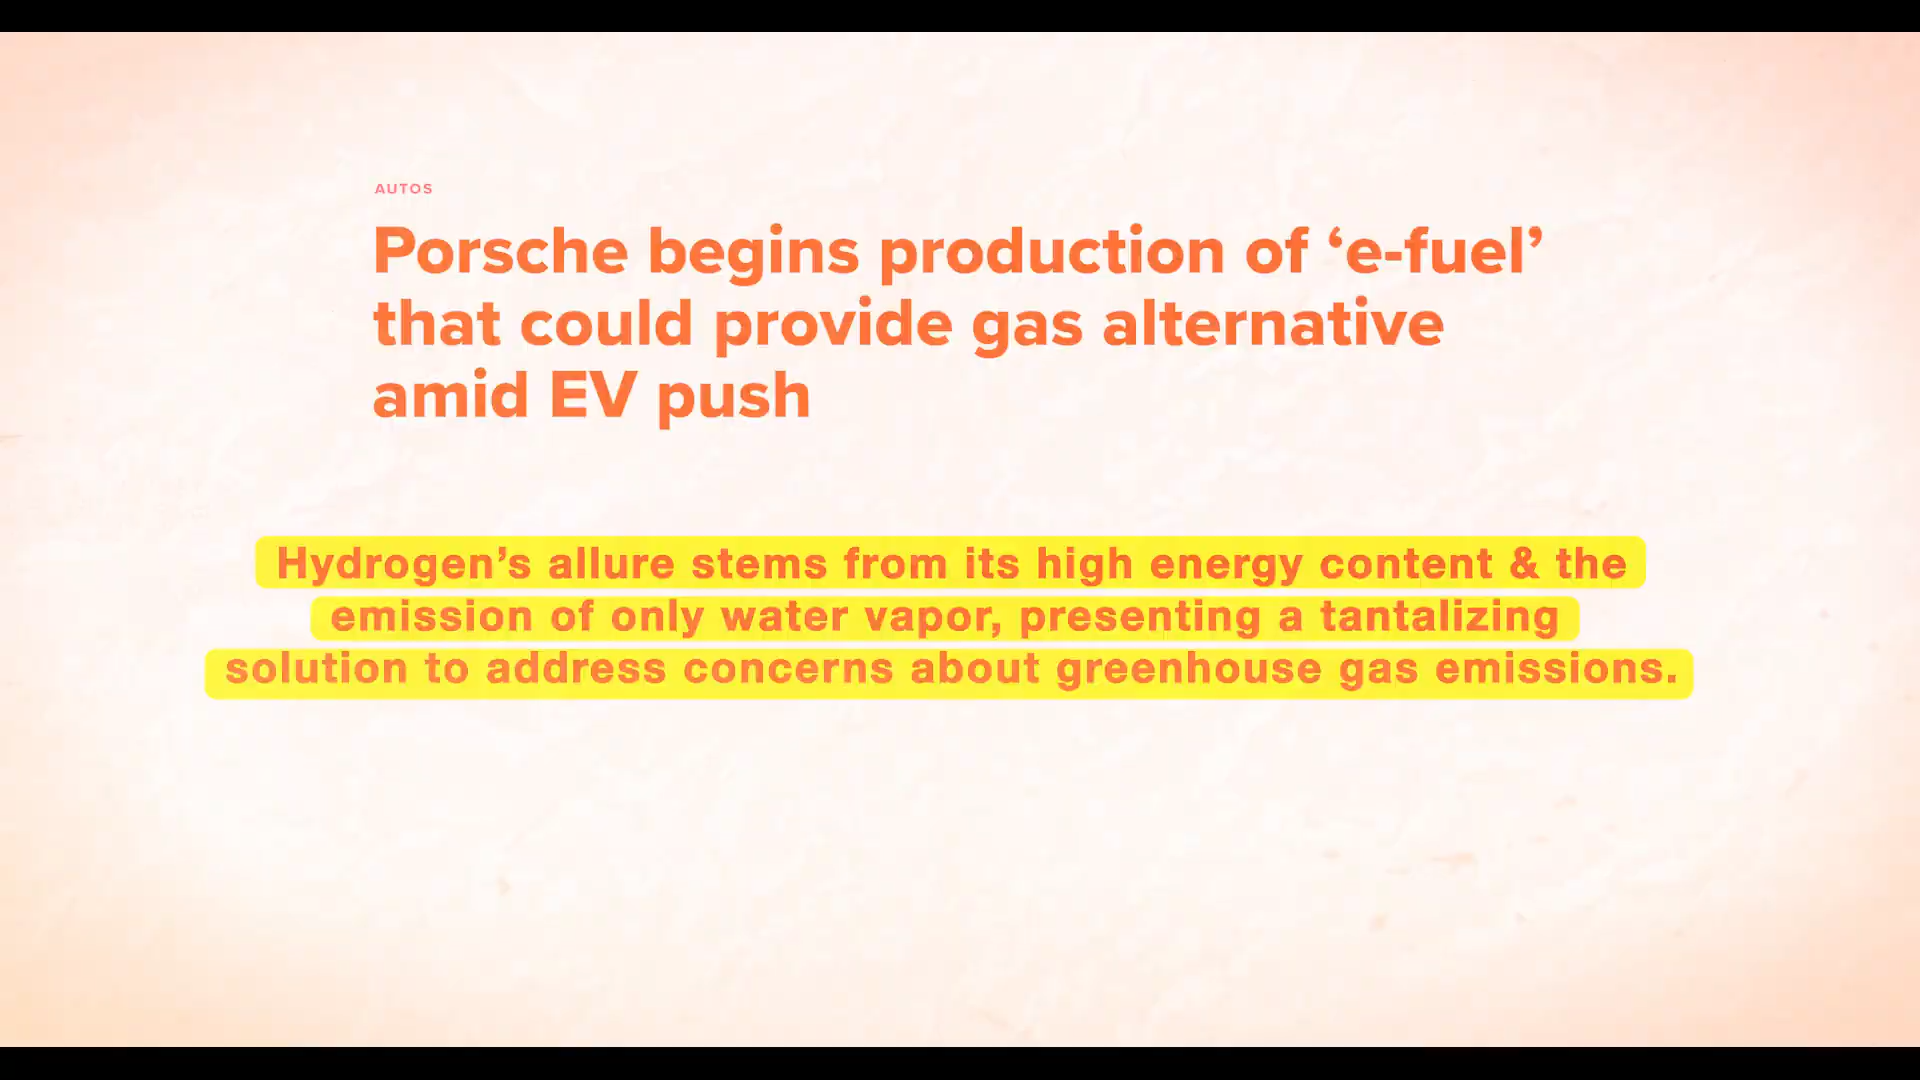 AUTOS
Porsche begins production of ‘e-fuel’
that could provide gas alternative
amid EV push
Hydrogen’s allure stems from its high energy content & the
emission of only water vapor, presenting a tantalizing
solution to address concerns about greenhouse gas emissions.